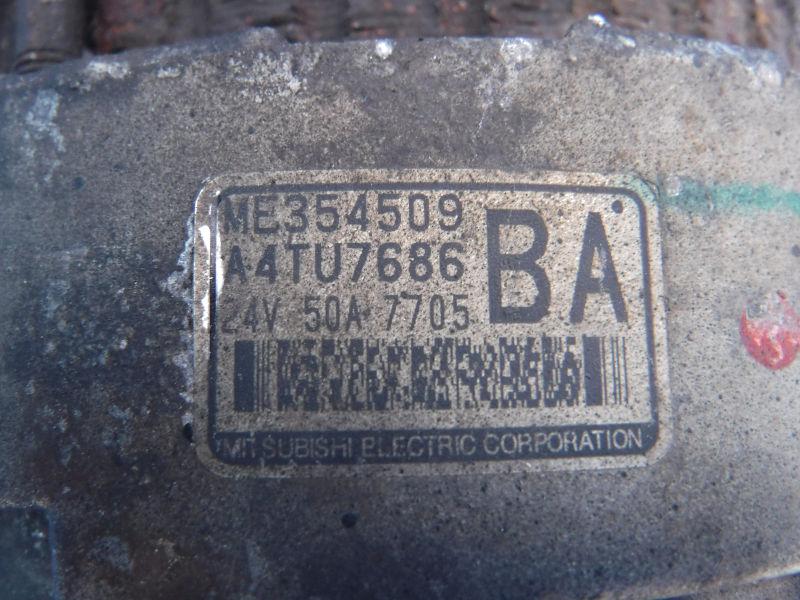 ME354509
A4TU7686
BA
24V 50A 7705
MITSUBISHI ELECTRIC CORPORATION